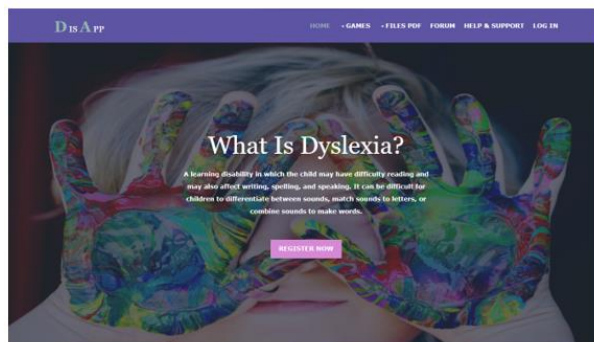 DISAPP
HOME - GAMES - FILES PDF FORUM HELP & SUPPORT LOG IN
What Is Dyslexia?
A learning disability in which the child may have difficulty reading and
may also affect writing, spelling, and speaking. It can be difficult for
children to differentiate between sounds, match sounds to letters, or
combine sounds to make words.
REGISTER NOW